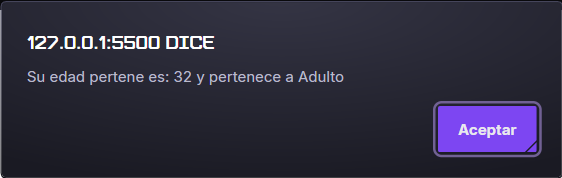 127.0.0.1:5500 DICE
Su edad pertene es: 32 y pertenece a Adulto
Aceptar